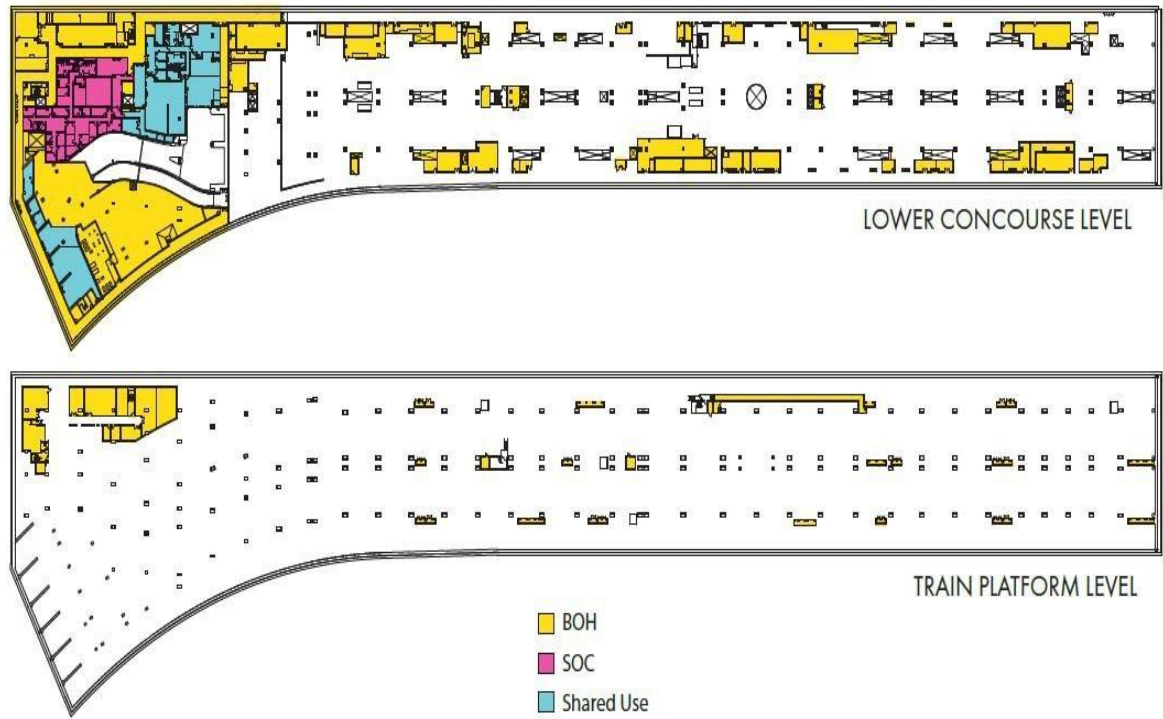 LOWER CONCOURSE LEVEL
TRAIN PLATFORM LEVEL
BOH
SOC
Shared Use